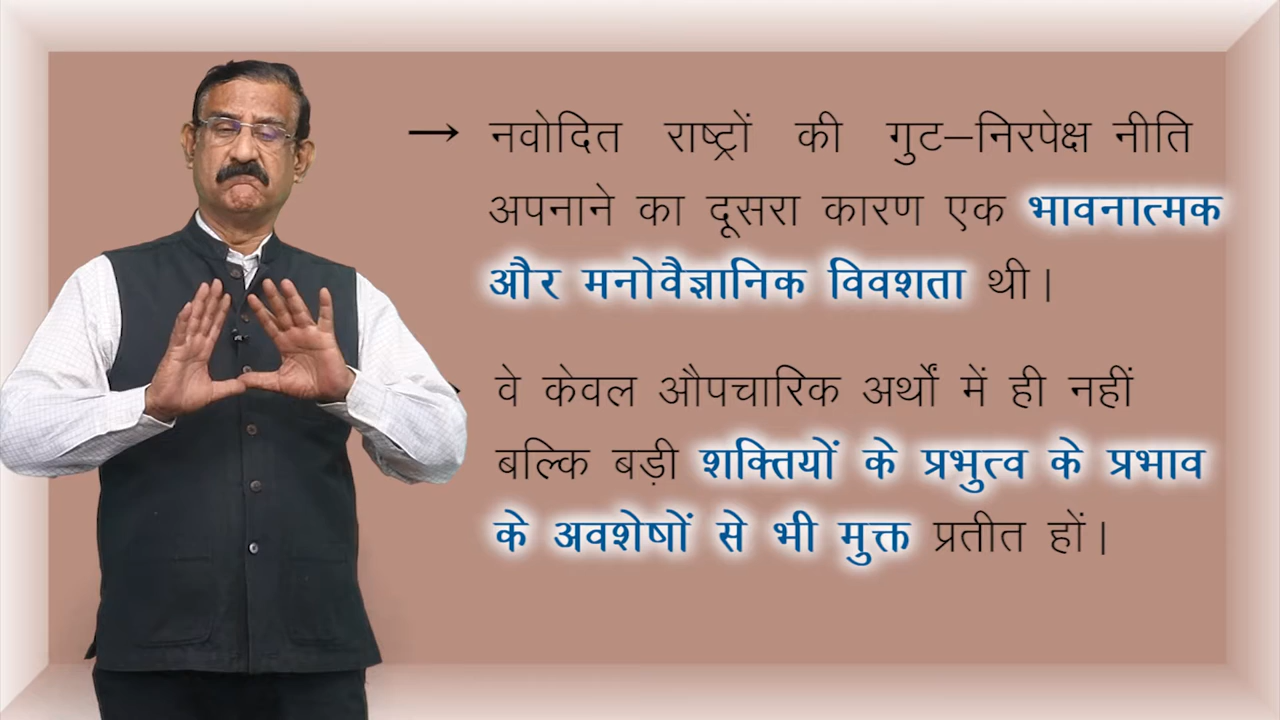 → नवोदित राष्ट्रों की गुट–निरपेक्ष नीति
अपनाने का दूसरा कारण एक भावनात्मक
और मनोवैज्ञानिक विवशता थी।
वे केवल औपचारिक अर्थों में ही नहीं
बल्कि बड़ी शक्तियों के प्रभुत्व के प्रभाव
के अवशेषों से भी मुक्त प्रतीत हों।